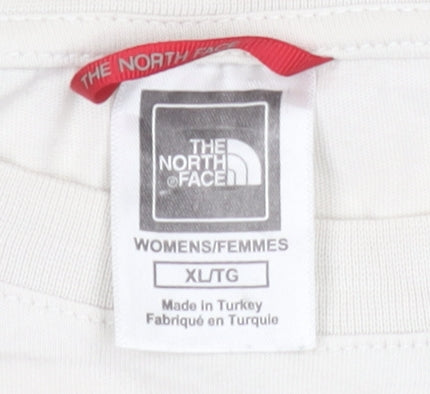 THE NORTH FACE
THE
NORTH
FACE
WOMENS/FEMMES
XL/TG
Made in Turkey
Fabriqué en Turquie